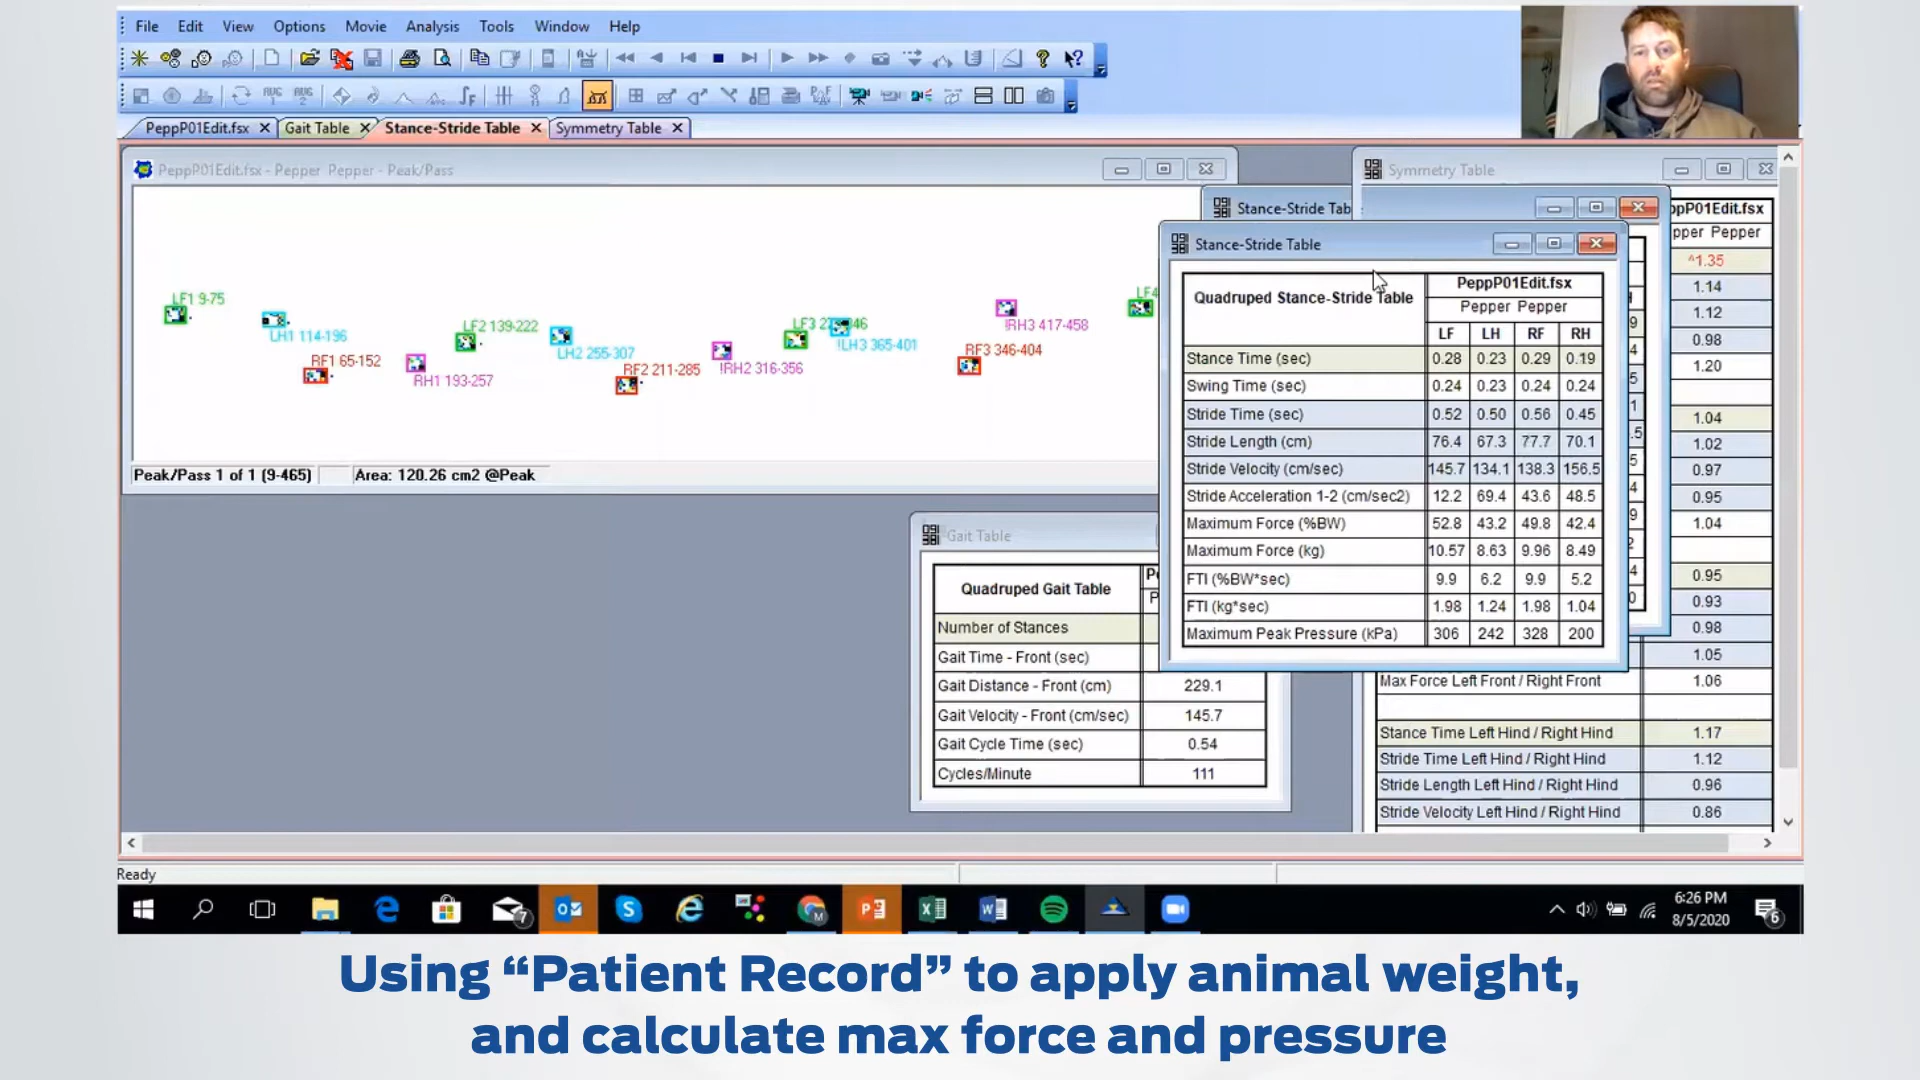 File Edit View Options Movie Analysis Tools Window Help
PeppP01Edit.fsx Gait Table Stance-Stride Table Symmetry Table
PeppP01Edit.fsx - Pepper Pepper - Peak/Pass
LF1 9-75
LH1 114-196
RF1 65-152
RH1 193-257
LF2 139-222
LH2 255-307
RF2 211-285
!RH2 316-356
LF3
!LH3 365-401
RF3 346-404
!RH3 417-458
LF4
Peak/Pass 1 of 1 (9-465) Area: 120.26 cm2 @Peak
Gait Table
Quadruped Gait Table
Number of Stances
Gait Time - Front (sec)
Gait Distance - Front (cm) 229.1
Gait Velocity - Front (cm/sec) 145.7
Gait Cycle Time (sec) 0.54
Cycles/Minute 111
Stance-Stride Tab
Stance-Stride Table
Quadruped Stance-Stride Table PeppP01Edit.fsx
Pepper Pepper
LF LH RF RH
Stance Time (sec) 0.28 0.23 0.29 0.19
Swing Time (sec) 0.24 0.23 0.24 0.24
Stride Time (sec) 0.52 0.50 0.56 0.45
Stride Length (cm) 76.4 67.3 77.7 70.1
Stride Velocity (cm/sec) 145.7 134.1 138.3 156.5
Stride Acceleration 1-2 (cm/sec2) 12.2 69.4 43.6 48.5
Maximum Force (%BW) 52.8 43.2 49.8 42.4
Maximum Force (kg) 10.57 8.63 9.96 8.49
FTI (%BW*sec) 9.9 6.2 9.9 5.2
FTI (kg*sec) 1.98 1.24 1.98 1.04
Maximum Peak Pressure (kPa) 306 242 328 200
Symmetry Table
ppP01Edit.fsx
pper Pepper
^1.35
1.14
1.12
0.98
1.20
1.04
1.02
0.97
0.95
1.04
0.95
0.93
0.98
1.05
Max Force Left Front / Right Front 1.06
Stance Time Left Hind / Right Hind 1.17
Stride Time Left Hind / Right Hind 1.12
Stride Length Left Hind / Right Hind 0.96
Stride Velocity Left Hind / Right Hind 0.86
Ready
6:26 PM
8/5/2020
Using “Patient Record” to apply animal weight,
and calculate max force and pressure